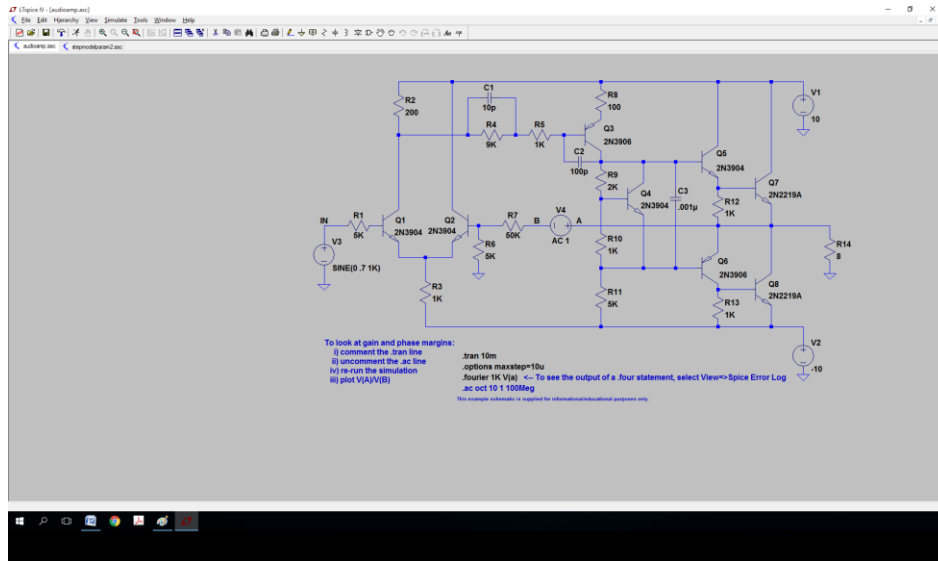 LTspice IV - [audioamp.asc]
File Edit Hierarchy View Simulate Tools Window Help
audioamp.asc stepmodelparam2.asc
R2
200
C1
10p
R4
9K
R5
1K
R8
100
Q3
2N3906
C2
100p
R9
2K
Q4
2N3904
C3
.001µ
Q5
2N3904
Q7
2N2219A
R12
1K
V1
10
IN
R1
5K
Q1
2N3904
Q2
2N3904
R7
50K
B
V4
A
AC 1
R6
5K
V3
SINE(0 .7 1K)
R3
1K
R10
1K
R11
5K
Q6
2N3906
Q8
2N2219A
R13
1K
R14
8
V2
-10
To look at gain and phase margins:
i) comment the .tran line
ii) uncomment the .ac line
iv) re-run the simulation
iii) plot V(A)/V(B)
.tran 10m
.options maxstep=10u
.fourier 1K V(a) <-- To see the output of a .four statement, select View=>Spice Error Log
.ac oct 10 1 100Meg
This example schematic is supplied for informational/educational purposes only.